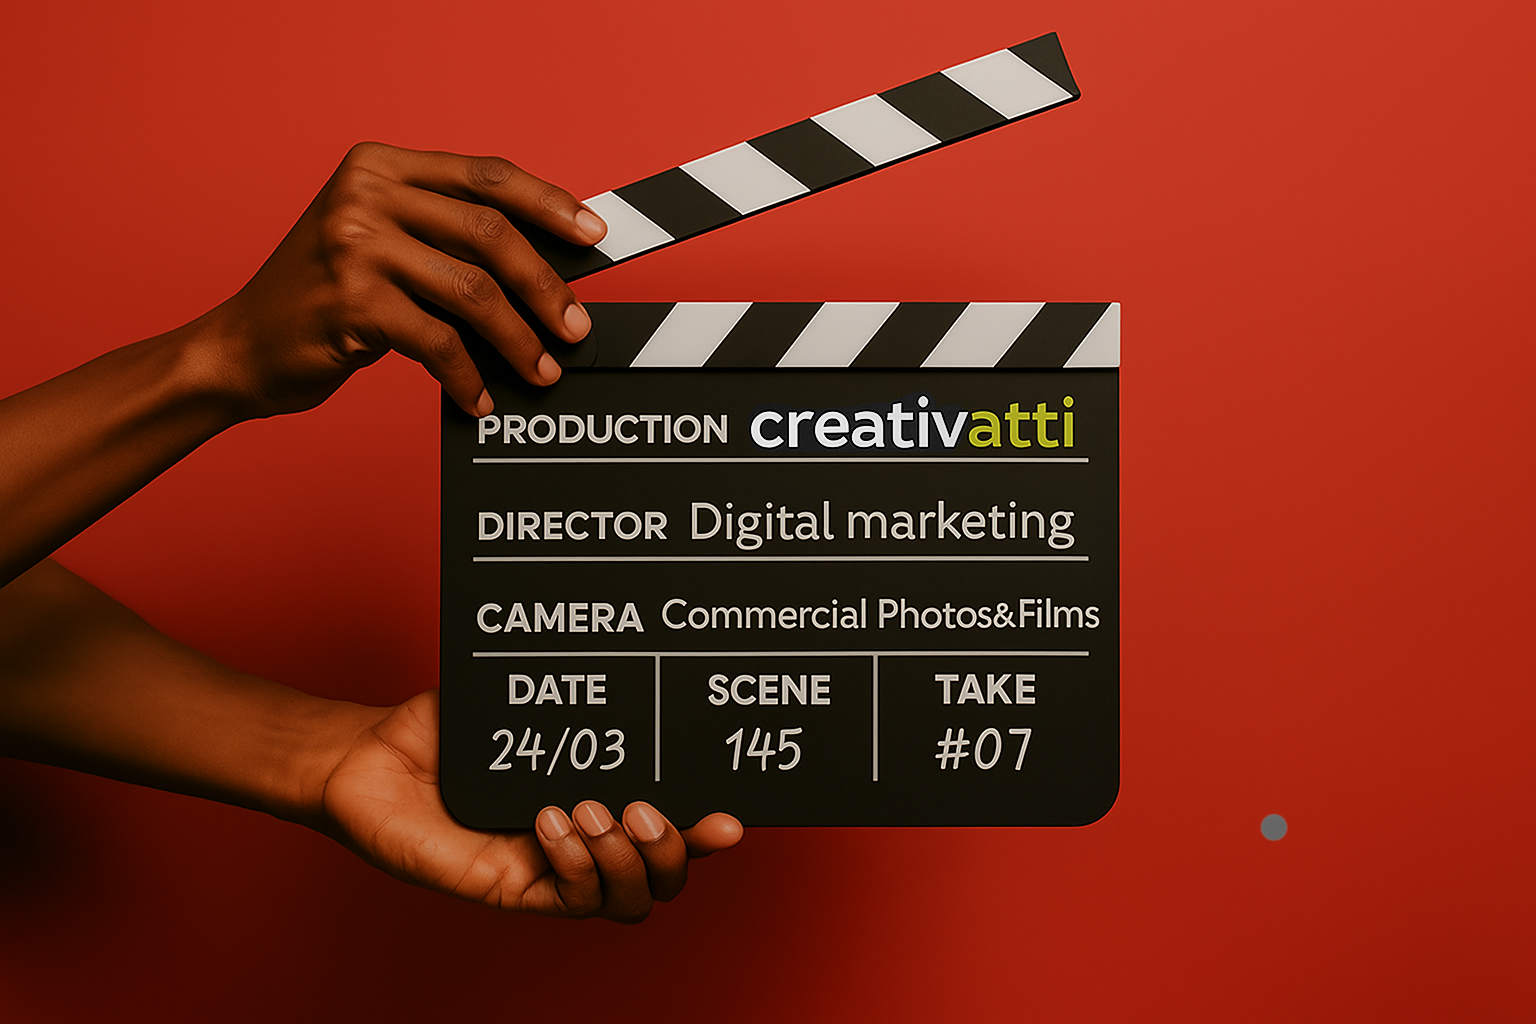 PRODUCTION creativatti
DIRECTOR Digital marketing
CAMERA Commercial Photos&Films
DATE SCENE TAKE
24/03 145 #07